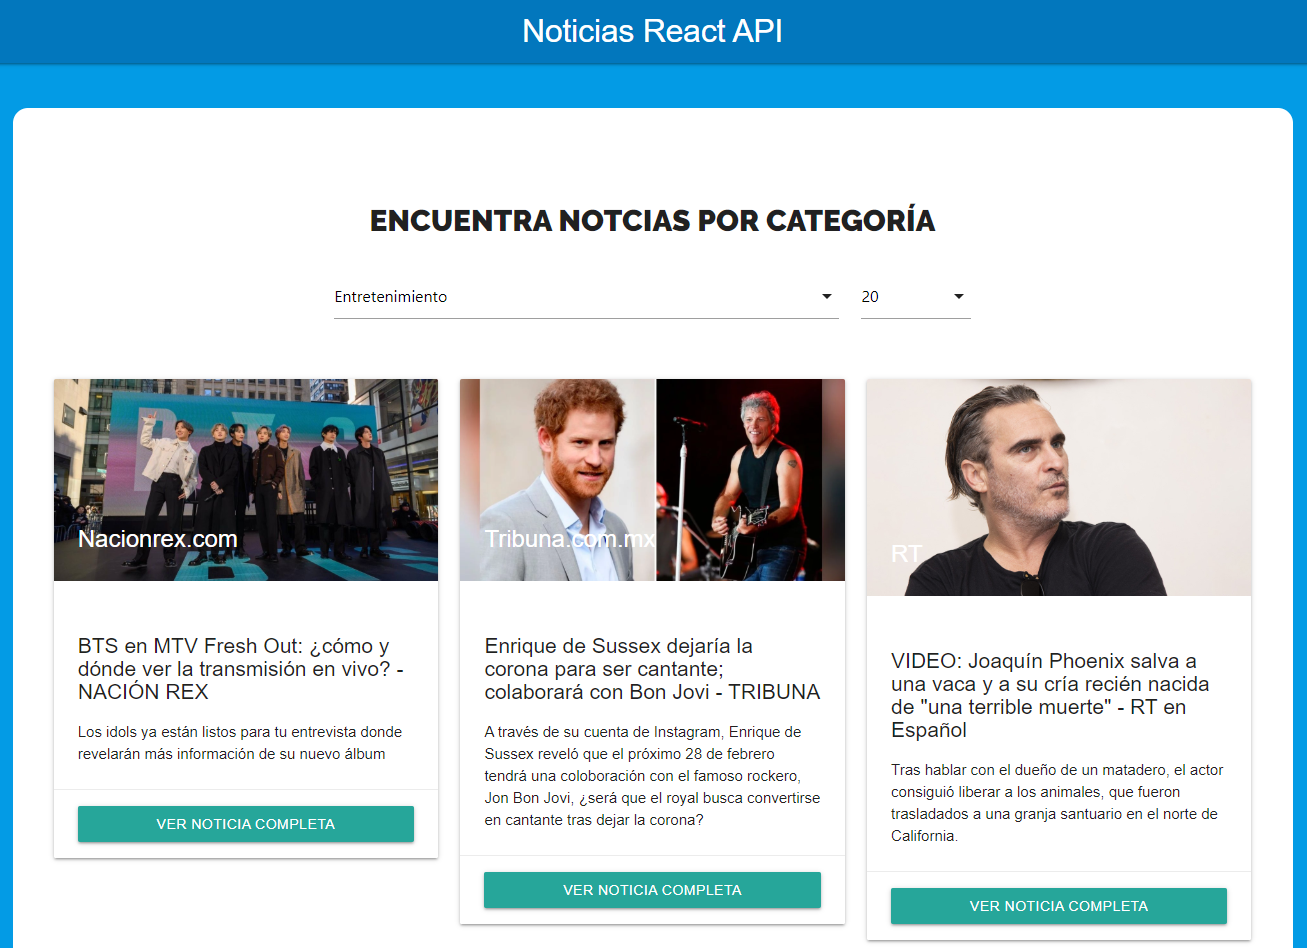 Noticias React API
ENCUENTRA NOTCIAS POR CATEGORÍA
Entretenimiento
20
Nacionrex.com
BTS en MTV Fresh Out: ¿cómo y
dónde ver la transmisión en vivo? -
NACIÓN REX
Los idols ya están listos para tu entrevista donde
revelarán más información de su nuevo álbum
VER NOTICIA COMPLETA
Tribuna.com.mx
Enrique de Sussex dejaría la
corona para ser cantante;
colaborará con Bon Jovi - TRIBUNA
A través de su cuenta de Instagram, Enrique de
Sussex reveló que el próximo 28 de febrero
tendrá una coloboración con el famoso rockero,
Jon Bon Jovi, ¿será que el royal busca convertirse
en cantante tras dejar la corona?
VER NOTICIA COMPLETA
RT
VIDEO: Joaquín Phoenix salva a
una vaca y a su cría recién nacida
de "una terrible muerte" - RT en
Español
Tras hablar con el dueño de un matadero, el actor
consiguió liberar a los animales, que fueron
trasladados a una granja santuario en el norte de
California.
VER NOTICIA COMPLETA